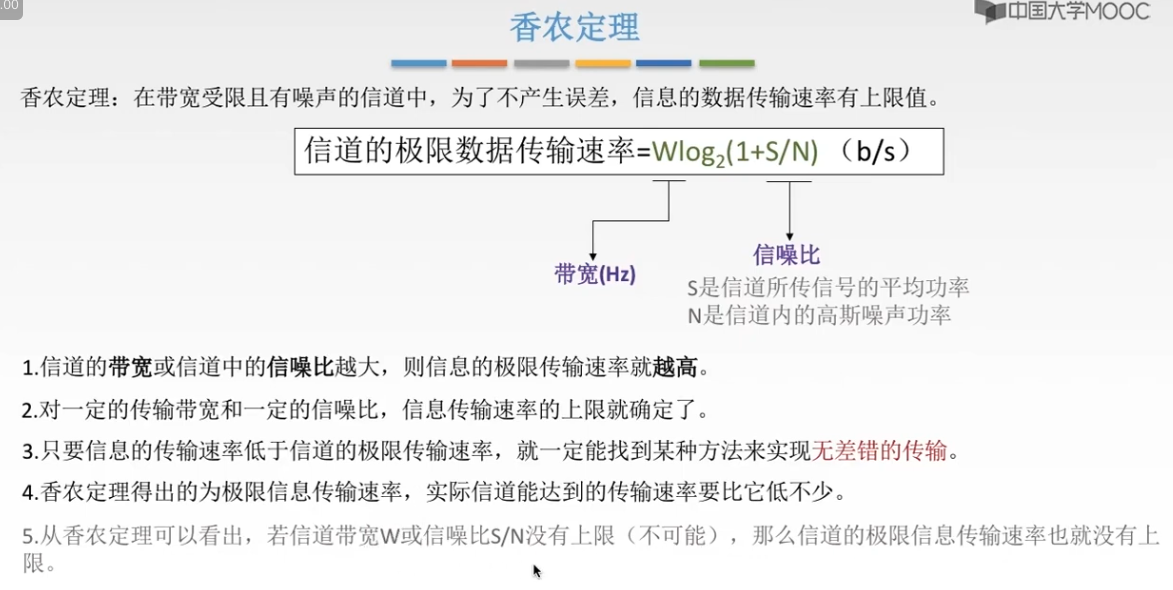 .00
中国大学MOOC
香农定理
香农定理：在带宽受限且有噪声的信道中，为了不产生误差，信息的数据传输速率有上限值。
信道的极限数据传输速率=Wlog₂(1+S/N) （b/s）
信噪比
带宽(Hz)
S是信道所传信号的平均功率
N是信道内的高斯噪声功率
1.信道的带宽或信道中的信噪比越大，则信息的极限传输速率就越高。
2.对一定的传输带宽和一定的信噪比，信息传输速率的上限就确定了。
3.只要信息的传输速率低于信道的极限传输速率，就一定能找到某种方法来实现无差错的传输。
4.香农定理得出的为极限信息传输速率，实际信道能达到的传输速率要比它低不少。
5.从香农定理可以看出，若信道带宽W或信噪比S/N没有上限（不可能），那么信道的极限信息传输速率也就没有上
限。